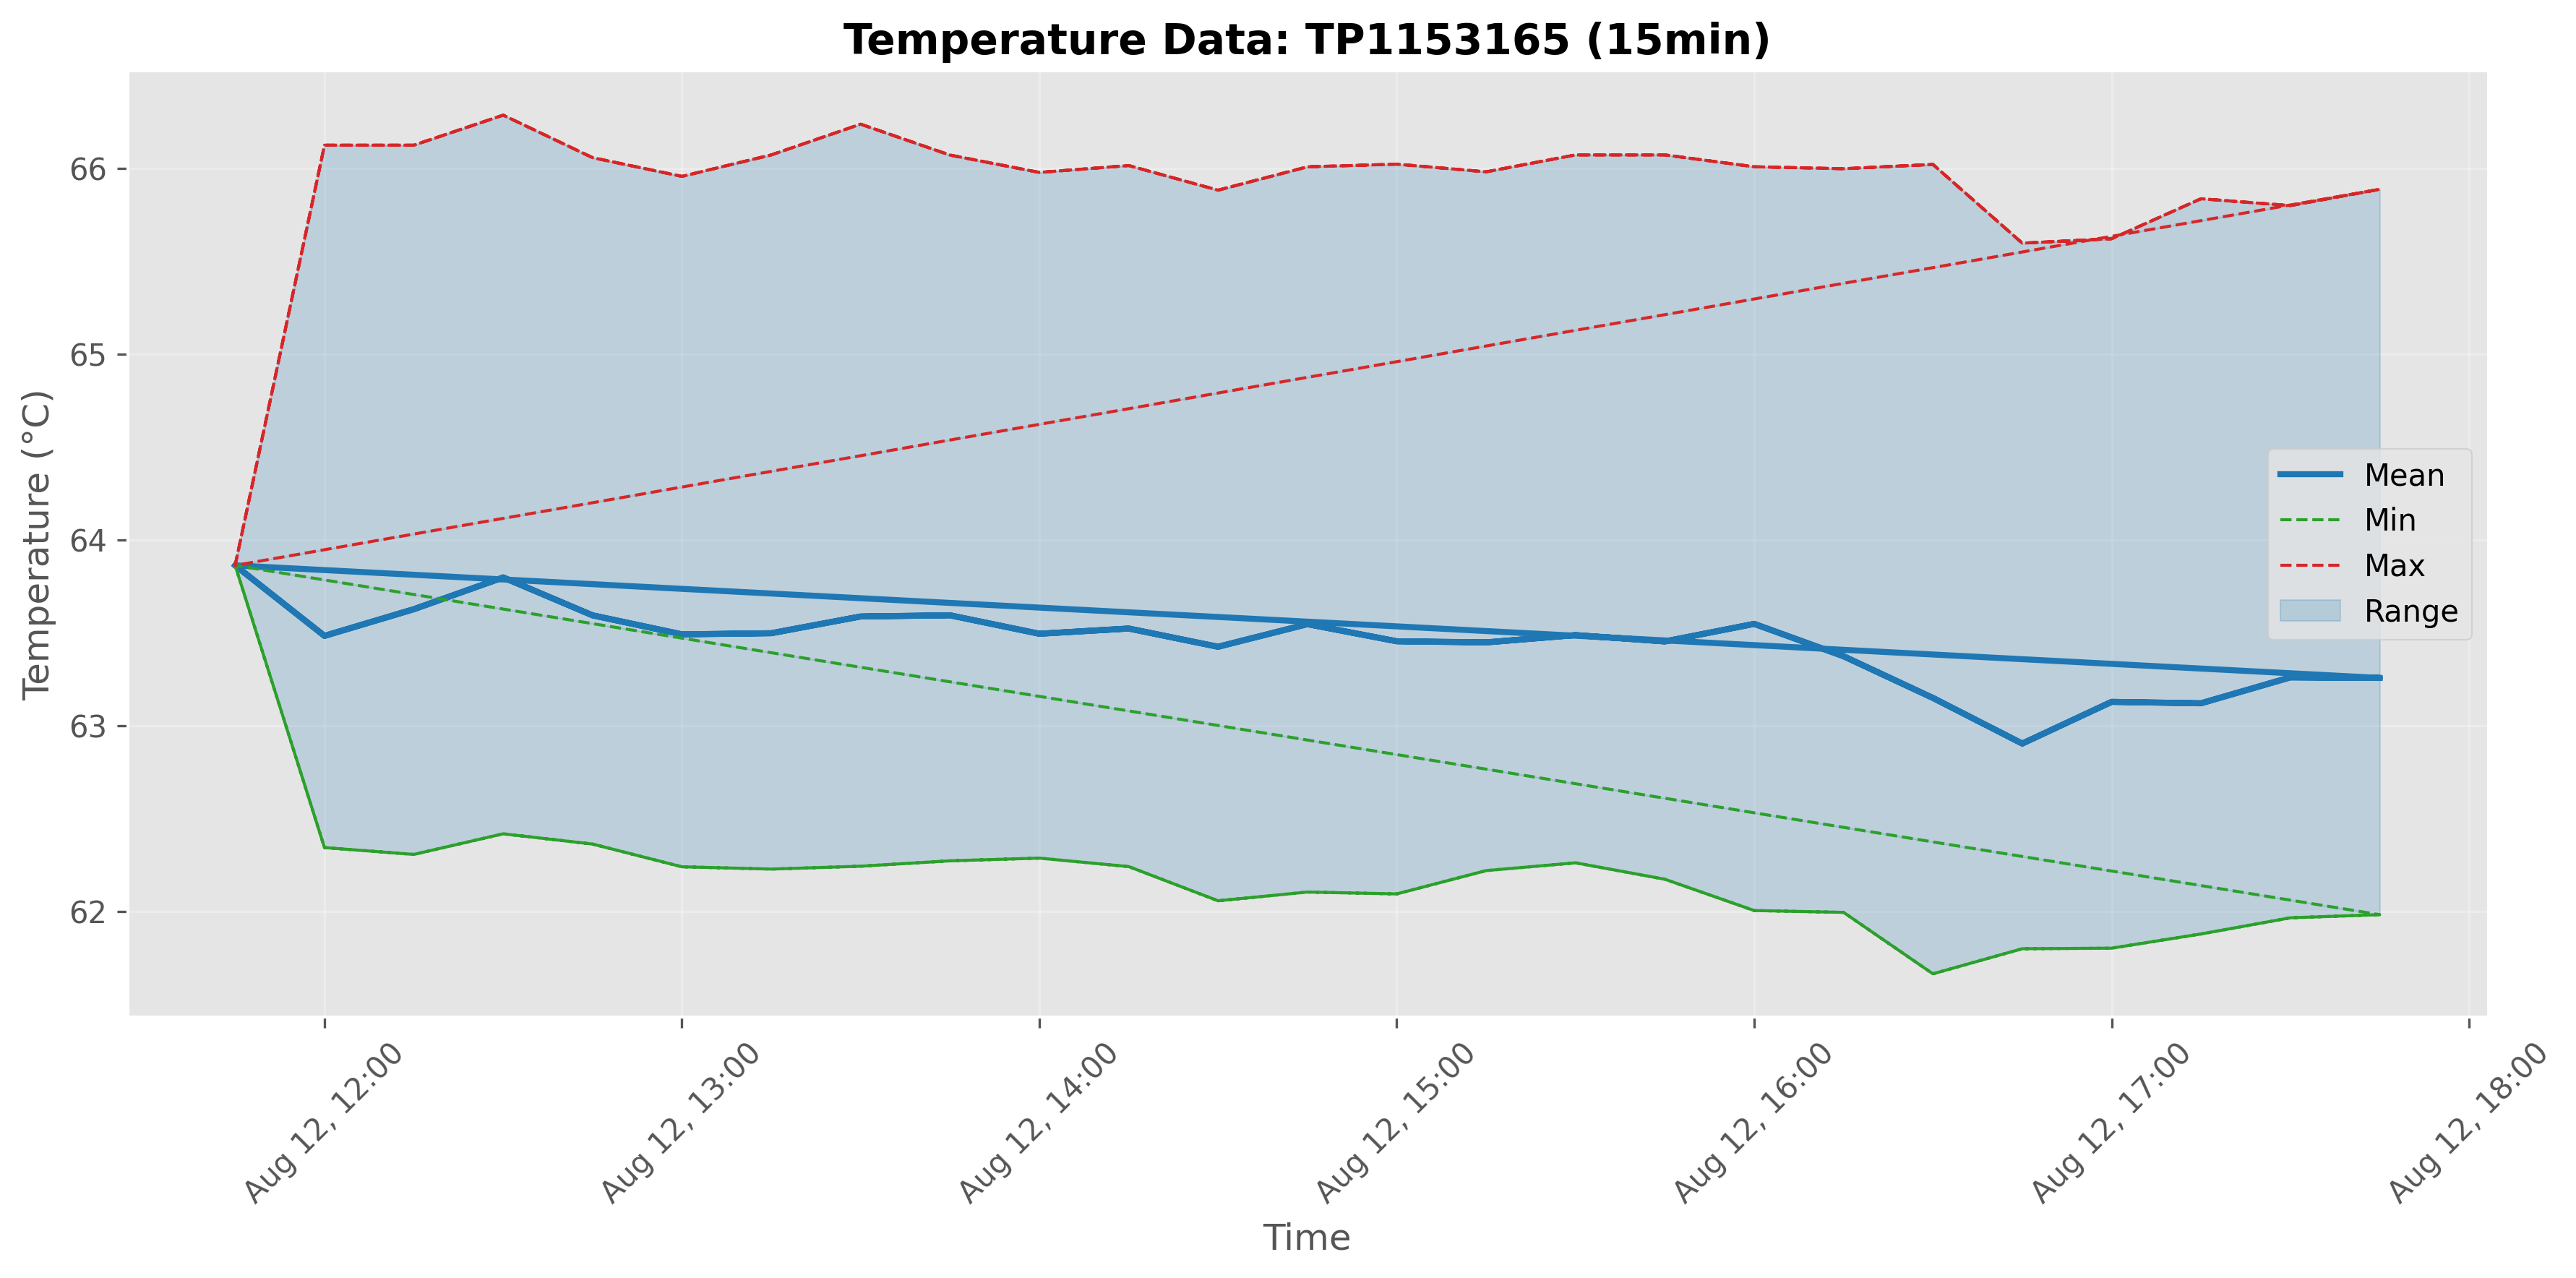 Temperature Data: TP1153165 (15min)
Temperature (°C)
66
65
64
63
62
Mean
Min
Max
Range
Aug 12, 12:00
Aug 12, 13:00
Aug 12, 14:00
Aug 12, 15:00
Aug 12, 16:00
Aug 12, 17:00
Aug 12, 18:00
Time